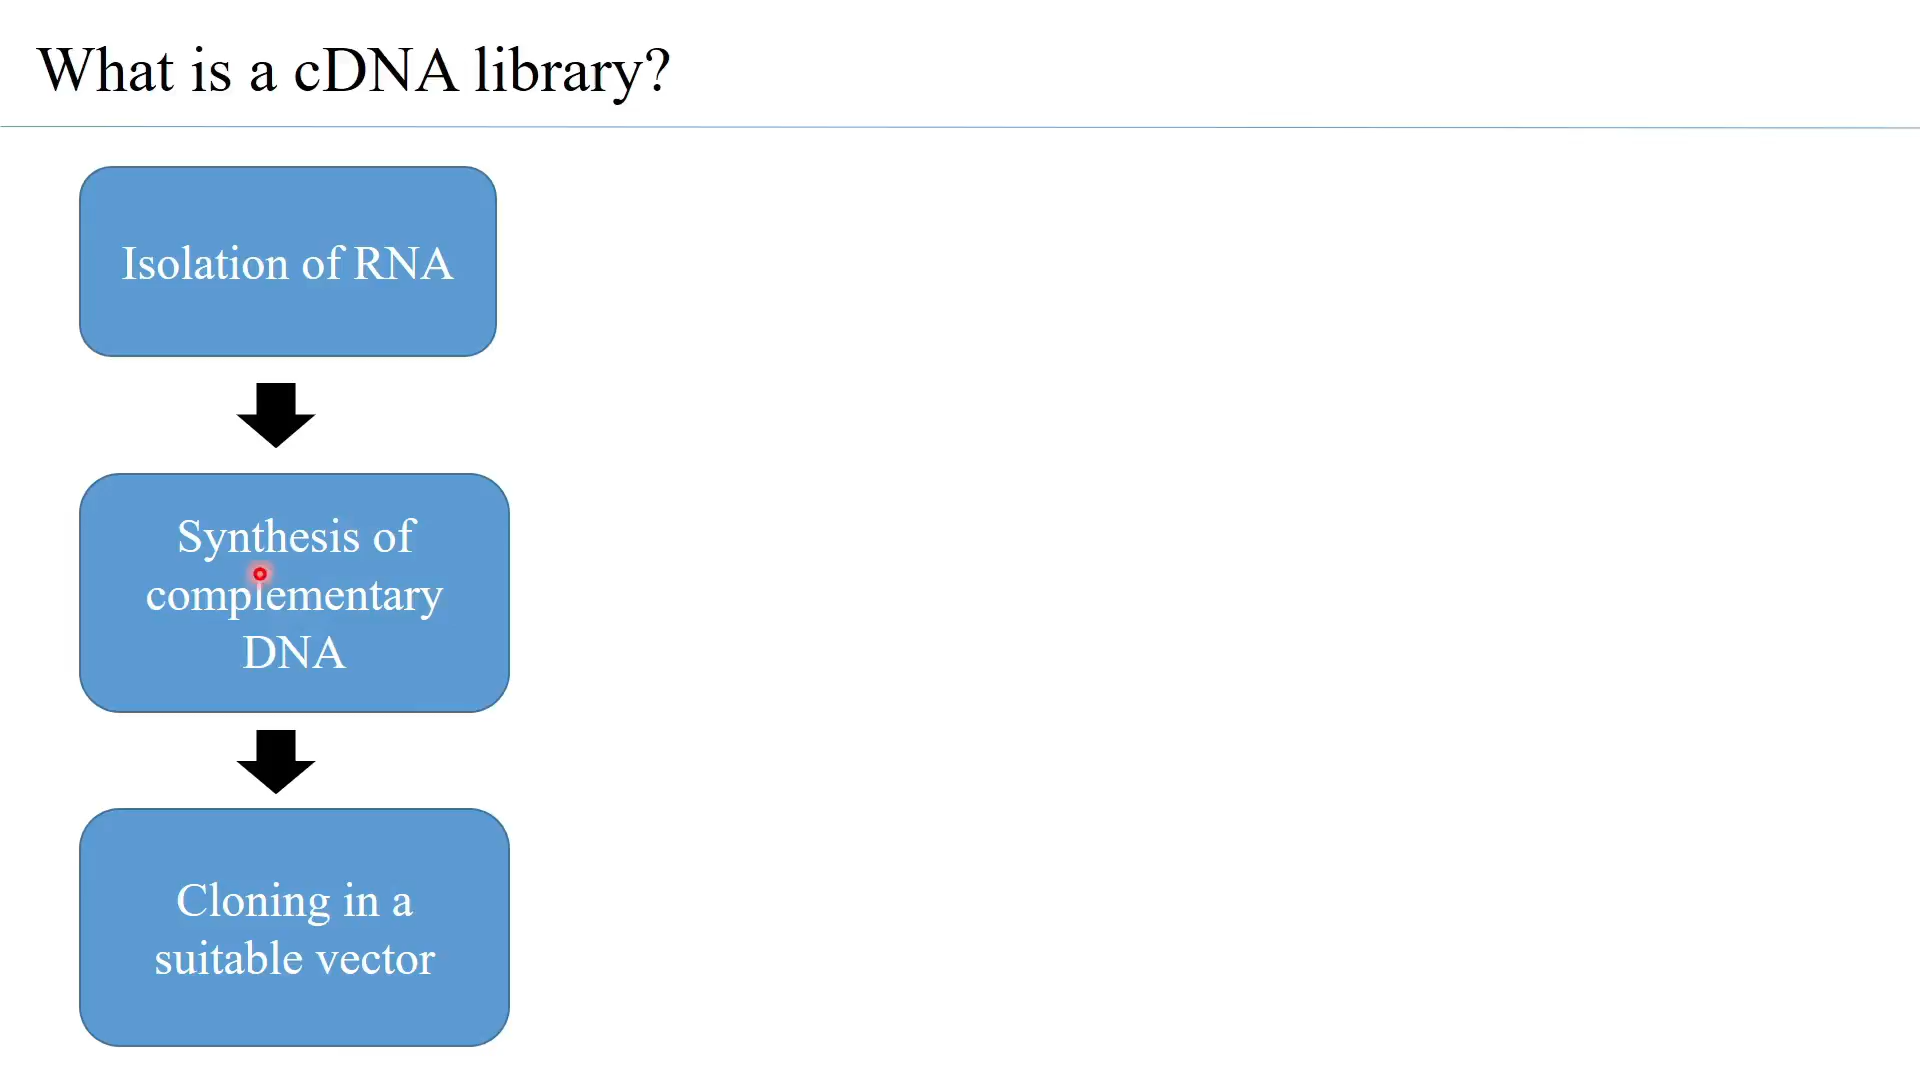 What is a cDNA library?
Isolation of RNA
Synthesis of
complementary
DNA
Cloning in a
suitable vector